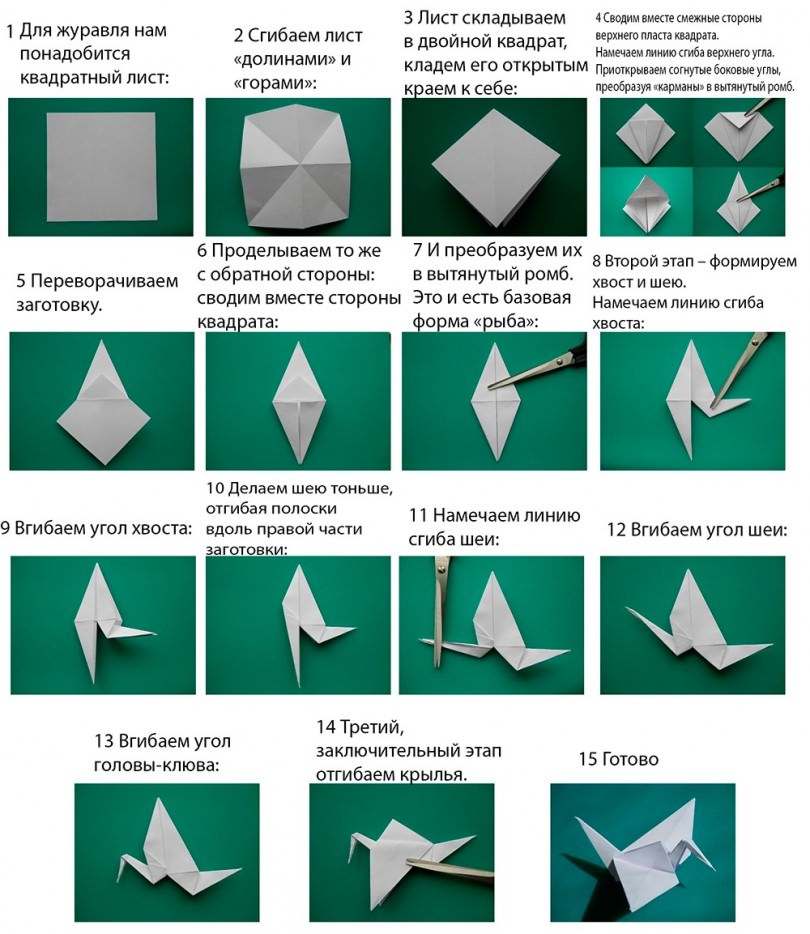 1 Для журавля нам
понадобится
квадратный лист:
2 Сгибаем лист
«долинами» и
«горами»:
3 Лист складываем
в двойной квадрат,
кладем его открытым
краем к себе:
4 Сводим вместе смежные стороны
верхнего пласта квадрата.
Намечаем линию сгиба верхнего угла.
Приоткрываем согнутые боковые углы,
преобразуя «карманы» в вытянутый ромб.
5 Переворачиваем
заготовку.
6 Проделываем то же
с обратной стороны:
сводим вместе стороны
квадрата:
7 И преобразуем их
в вытянутый ромб.
Это и есть базовая
форма «рыба»:
8 Второй этап – формируем
хвост и шею.
Намечаем линию сгиба
хвоста:
9 Вгибаем угол хвоста:
10 Делаем шею тоньше,
отгибая полоски
вдоль правой части
заготовки:
11 Намечаем линию
сгиба шеи:
12 Вгибаем угол шеи:
13 Вгибаем угол
головы-клюва:
14 Третий,
заключительный этап
отгибаем крылья.
15 Готово